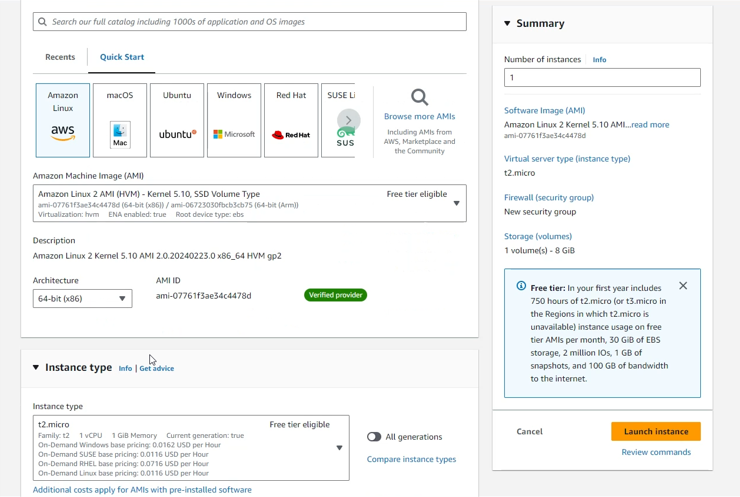 Search our full catalog including 1000s of application and OS images
Recents
Quick Start
Amazon
Linux
aws
macOS
Mac
Ubuntu
ubuntu
Windows
Microsoft
Red Hat
Red Hat
SUSE Li
SUS
Browse more AMIs
Including AMIs from
AWS, Marketplace and
the Community
Amazon Machine Image (AMI)
Amazon Linux 2 AMI (HVM) - Kernel 5.10, SSD Volume Type
Free tier eligible
ami-07761f3ae34c4478d (64-bit (x86)) / ami-06723030fbcb3cb75 (64-bit (Arm))
Virtualization: hvm ENA enabled: true Root device type: ebs
Description
Amazon Linux 2 Kernel 5.10 AMI 2.0.20240223.0 x86_64 HVM gp2
Architecture
AMI ID
64-bit (x86)
ami-07761f3ae34c4478d
Verified provider
Instance type Info | Get advice
Instance type
t2.micro
Free tier eligible
Family: t2 1 vCPU 1 GiB Memory Current generation: true
On-Demand Windows base pricing: 0.0162 USD per Hour
On-Demand SUSE base pricing: 0.0116 USD per Hour
On-Demand RHEL base pricing: 0.0716 USD per Hour
On-Demand Linux base pricing: 0.0116 USD per Hour
All generations
Compare instance types
Additional costs apply for AMIs with pre-installed software
Summary
Number of instances Info
1
Software Image (AMI)
Amazon Linux 2 Kernel 5.10 AMI...read more
ami-07761f3ae34c4478d
Virtual server type (instance type)
t2.micro
Firewall (security group)
New security group
Storage (volumes)
1 volume(s) - 8 GiB
Free tier: In your first year includes
750 hours of t2.micro (or t3.micro in
the Regions in which t2.micro is
unavailable) instance usage on free
tier AMIs per month, 30 GiB of EBS
storage, 2 million IOs, 1 GB of
snapshots, and 100 GB of bandwidth
to the internet.
Cancel
Launch instance
Review commands